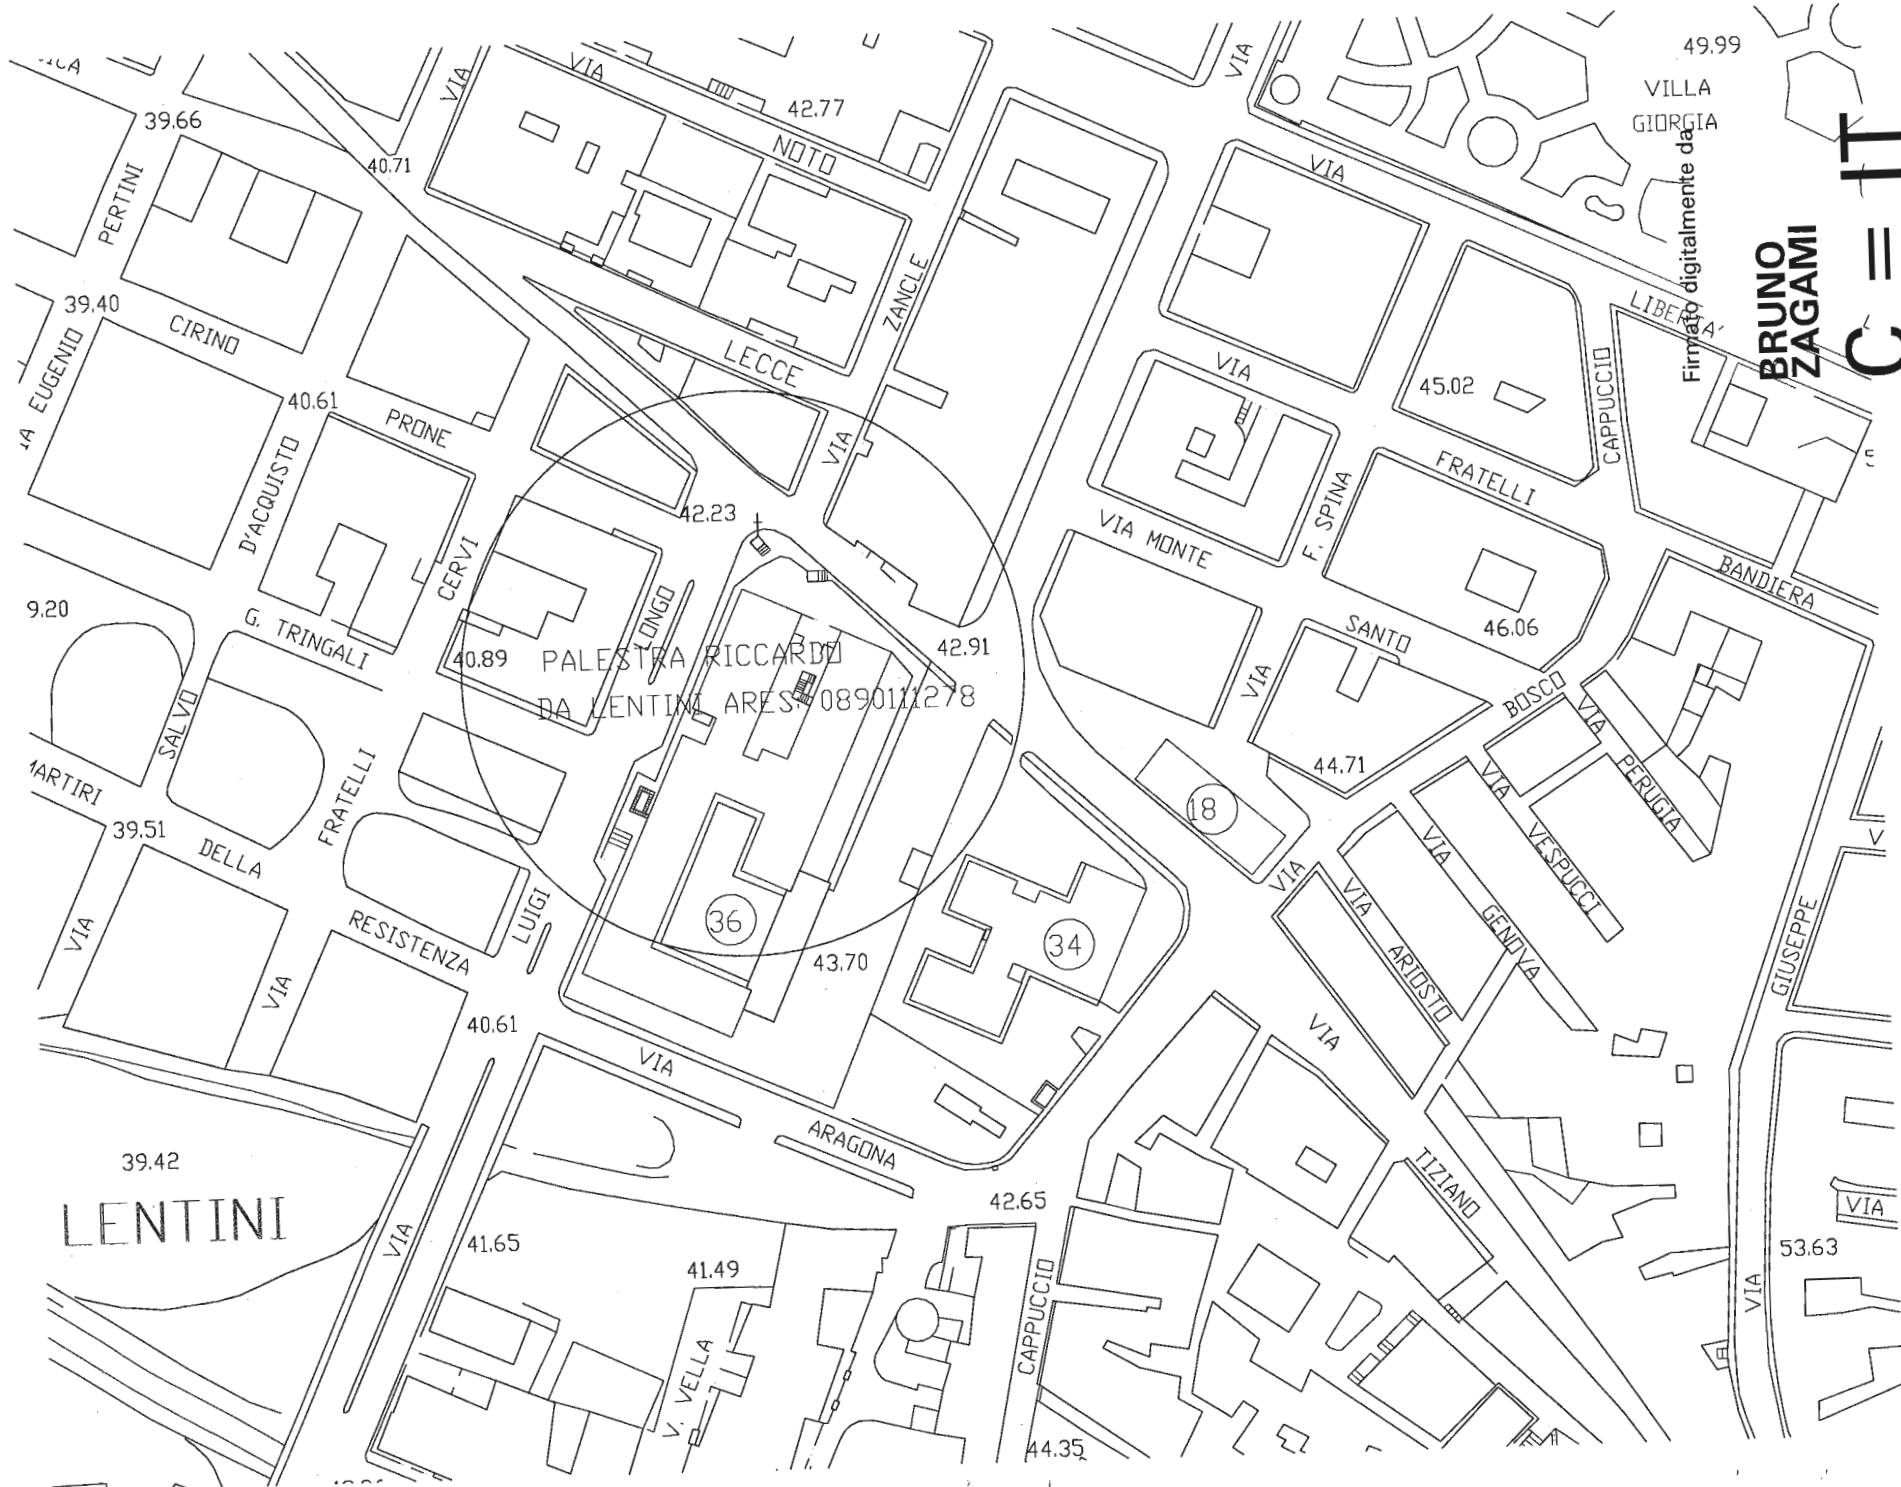 49.99
VILLA
GIORGIA
VIA
VIA
VIA
42.77
39.66
NOTO
40.71
VIA
PERTINI
Firmato digitalmente da
BRUNO
ZAGAMI
C = IT
39.40
CIRINO
ZANCLE
LIBERTA'
EUGENIO
LECCE
VIA
CAPPUCCIO
45.02
40.61
PRONE
VIA
FRATELLI
D'ACQUISTO
F. SPINA
42.23
VIA MONTE
CERVI
BANDIERA
9.20
G. TRINGALI
LONGO
SANTO
46.06
40.89
PALESTRA RICCARDO
42.91
DA LENTINI ARES. 0890111278
VIA
BOSCO
VIA
PERUGIA
SALVO
44.71
VIA
VESPUCCI
MARTIRI
FRATELLI
18
39.51
DELLA
VIA
VIA
ARIOSTO
VIA
GENOVA
VIA
RESISTENZA
LUIGI
36
34
43.70
GIUSEPPE
VIA
40.61
VIA
VIA
ARAGONA
39.42
TIZIANO
LENTINI
VIA
41.65
42.65
VIA
41.49
53.63
VIA
CAPPUCCIO
V. VELLA
44.35